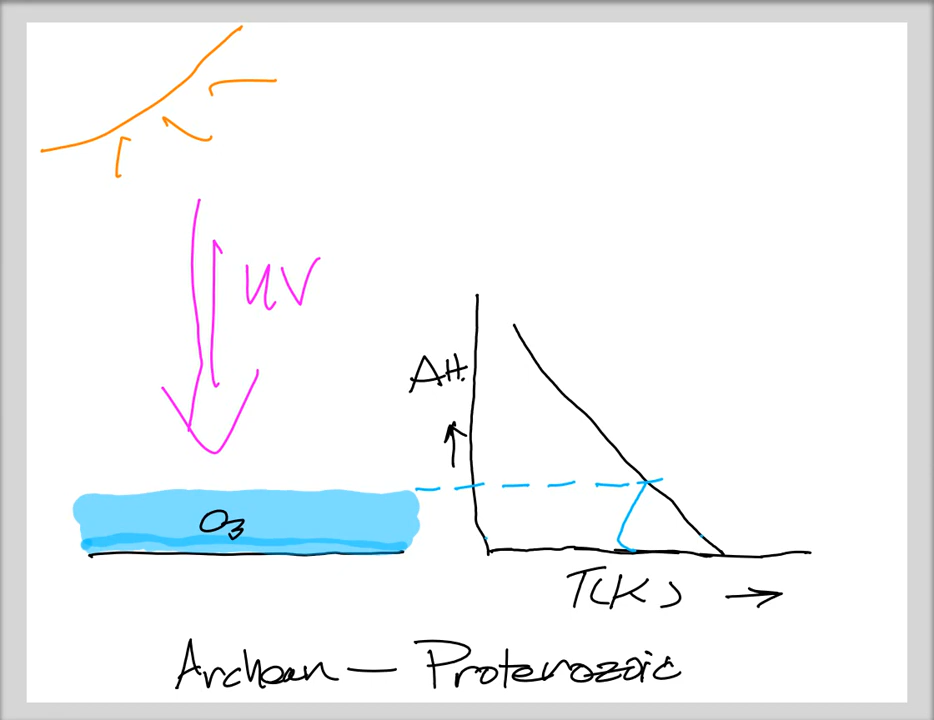 UV
Alt.
O3
T(K)
Archean — Proterozoic